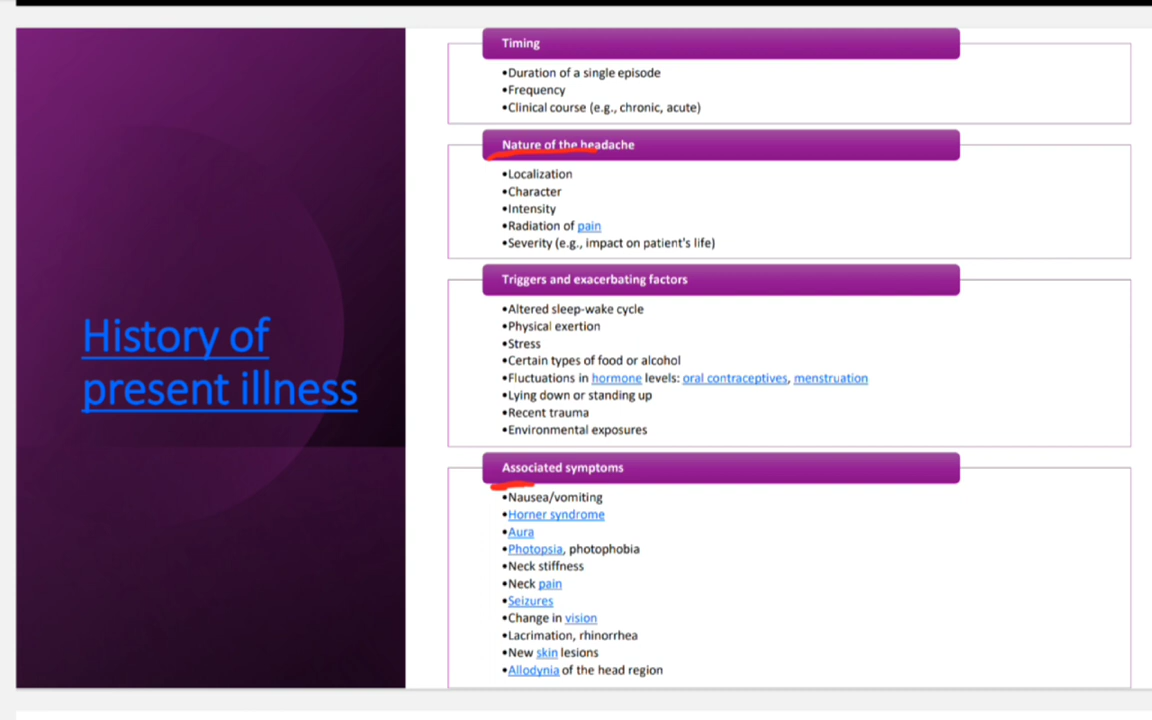 History of
present illness
Timing
•Duration of a single episode
•Frequency
•Clinical course (e.g., chronic, acute)
Nature of the headache
•Localization
•Character
•Intensity
•Radiation of pain
•Severity (e.g., impact on patient's life)
Triggers and exacerbating factors
•Altered sleep-wake cycle
•Physical exertion
•Stress
•Certain types of food or alcohol
•Fluctuations in hormone levels: oral contraceptives, menstruation
•Lying down or standing up
•Recent trauma
•Environmental exposures
Associated symptoms
•Nausea/vomiting
•Horner syndrome
•Aura
•Photopsia, photophobia
•Neck stiffness
•Neck pain
•Seizures
•Change in vision
•Lacrimation, rhinorrhea
•New skin lesions
•Allodynia of the head region